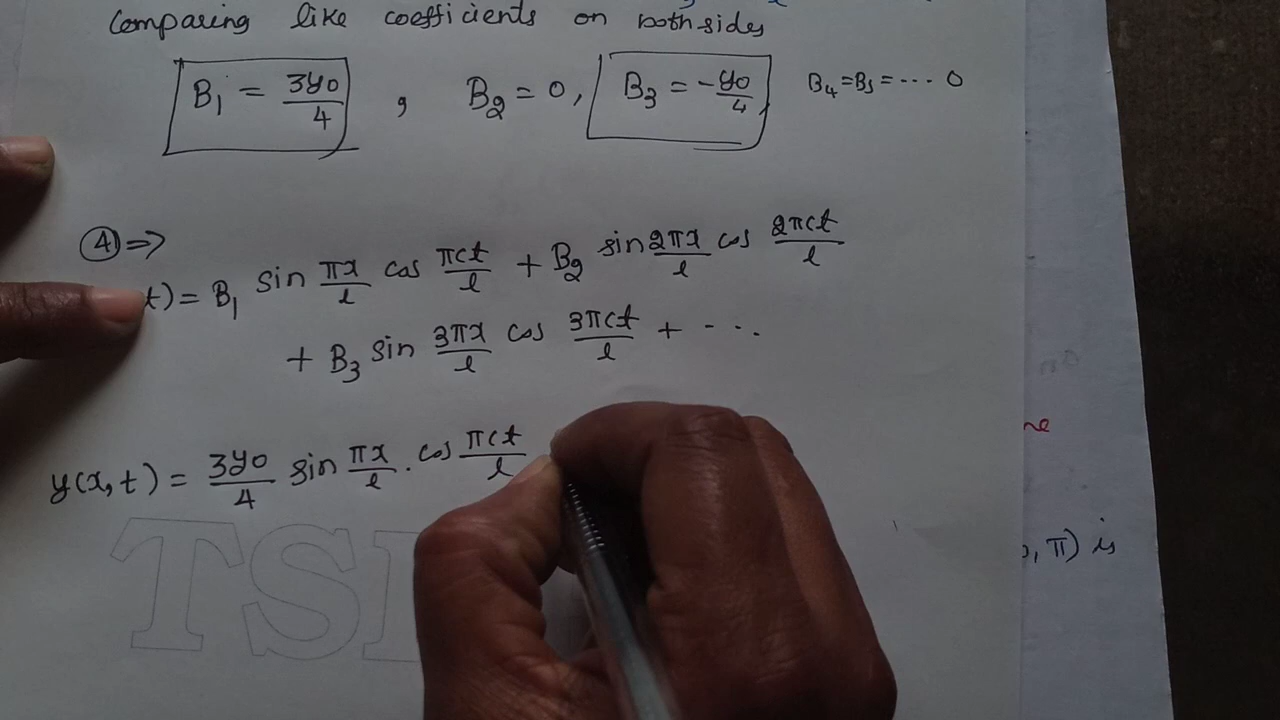 Comparing like coefficients on both sides
B₁ = 3y0/4 , B₂ = 0, B₃ = -y0/4 B₄=B₅=---- 0
④ ⇒
t) = B₁ sin πx/l cos πct/l + B₂ sin 2πx/l cos 2πct/l
+ B₃ sin 3πx/l cos 3πct/l + - ...
y(x,t) = 3y0/4 sin πx/l . cos πct/l
, π) is
TS